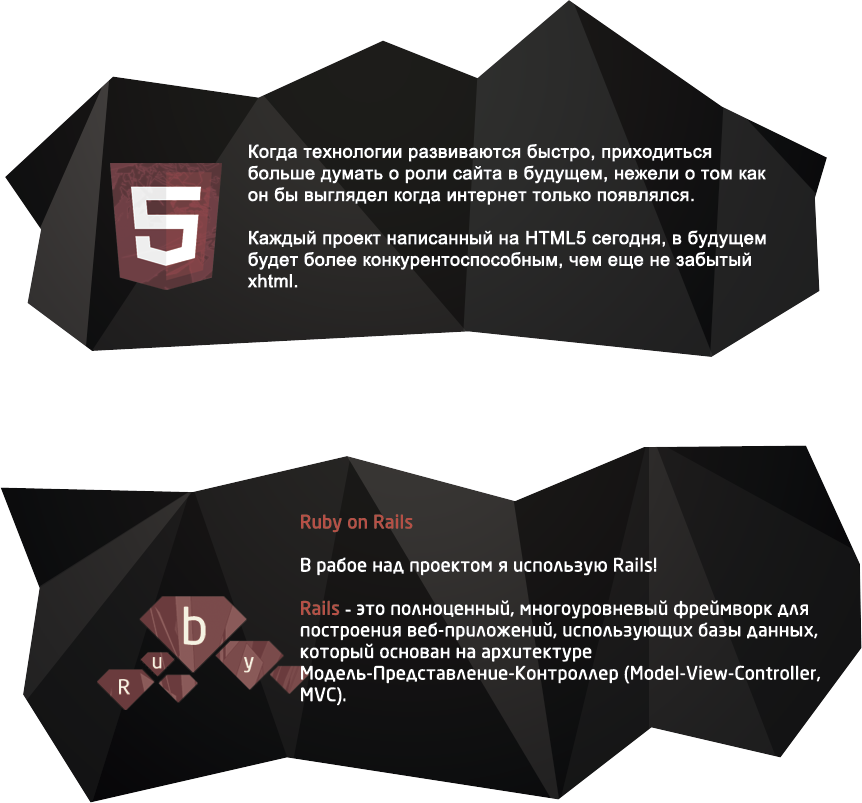 5
Когда технологии развиваются быстро, приходиться
больше думать о роли сайта в будущем, нежели о том как
он бы выглядел когда интернет только появлялся.
Каждый проект написанный на HTML5 сегодня, в будущем
будет более конкурентоспособным, чем еще не забытый
xhtml.
Ruby on Rails
В рабое над проектом я использую Rails!
Rails - это полноценный, многоуровневый фреймворк для
построения веб-приложений, использующих базы данных,
который основан на архитектуре
Модель-Представление-Контроллер (Model-View-Controller,
MVC).
R u b y